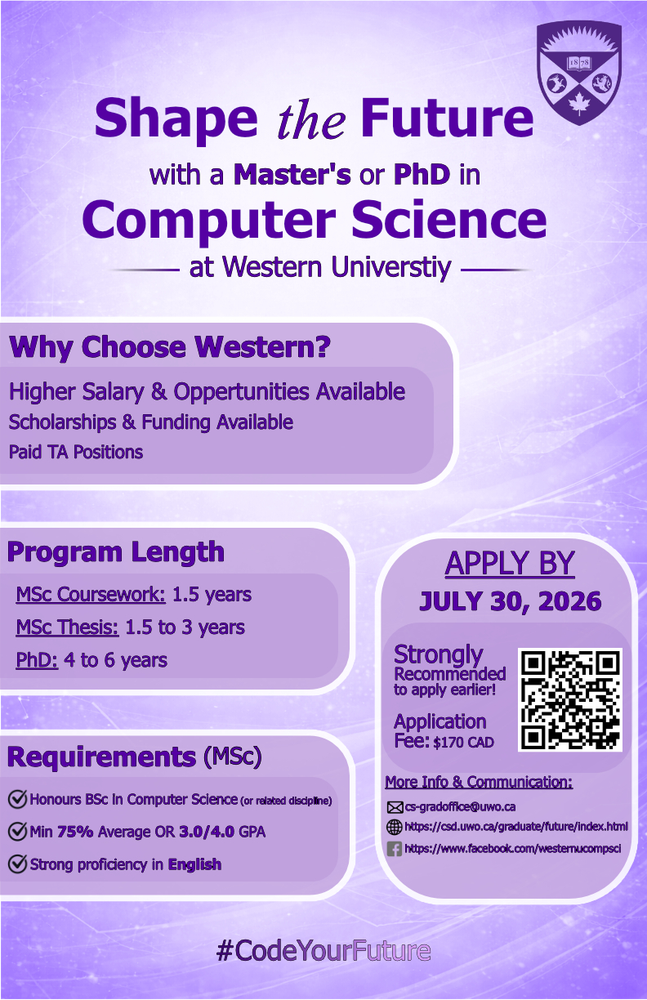 1878
Shape the Future
with a Master's or PhD in
Computer Science
at Western Universtiy
Why Choose Western?
Higher Salary & Oppertunities Available
Scholarships & Funding Available
Paid TA Positions
Program Length
MSc Coursework: 1.5 years
MSc Thesis: 1.5 to 3 years
PhD: 4 to 6 years
Requirements (MSc)
Honours BSc in Computer Science (or related discipline)
Min 75% Average OR 3.0/4.0 GPA
Strong proficiency in English
APPLY BY
JULY 30, 2026
Strongly
Recommended
to apply earlier!
Application
Fee: $170 CAD
More Info & Communication:
cs-gradoffice@uwo.ca
https://csd.uwo.ca/graduate/future/index.html
https://www.facebook.com/westernucompsci
#CodeYourFuture